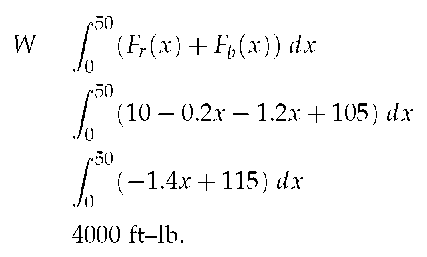 W ∫₀⁵⁰ (Fᵣ(x) + F_b(x)) dx
∫₀⁵⁰ (10 − 0.2x − 1.2x + 105) dx
∫₀⁵⁰ (−1.4x + 115) dx
4000 ft–lb.